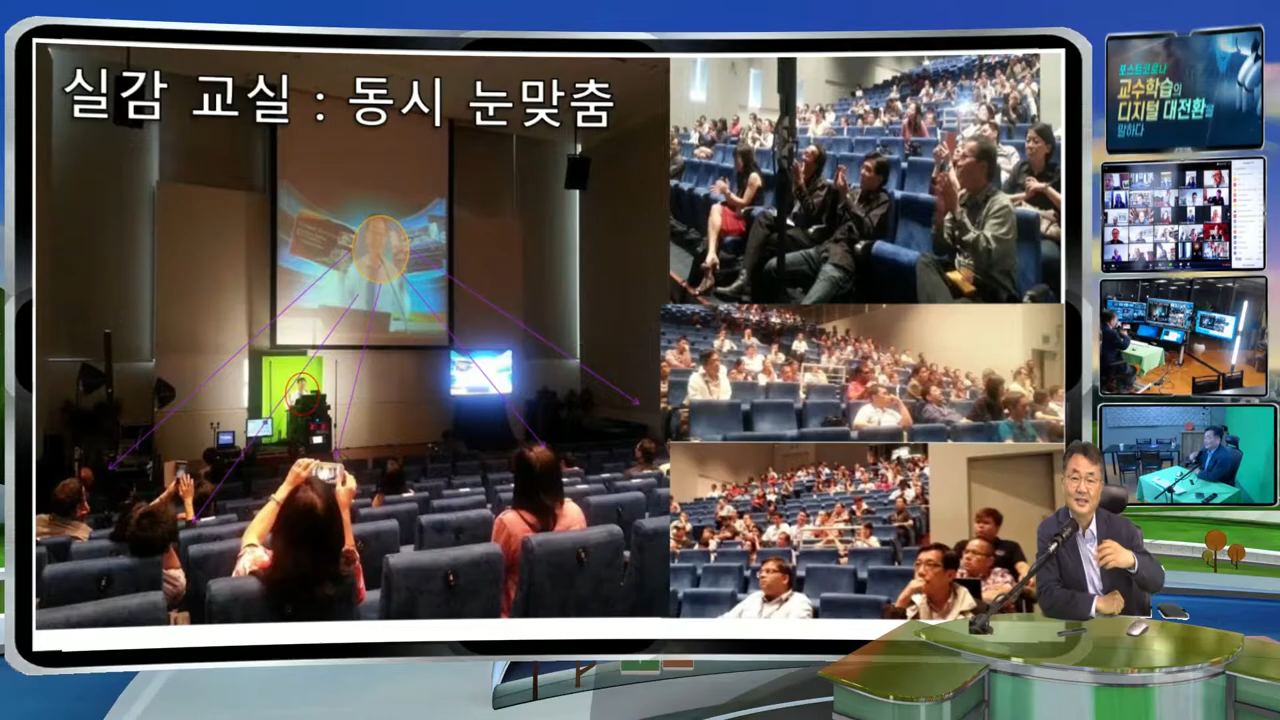 실감 교실 : 동시 눈맞춤
포스트코로나
교수학습의
디지털 대전환을
말하다